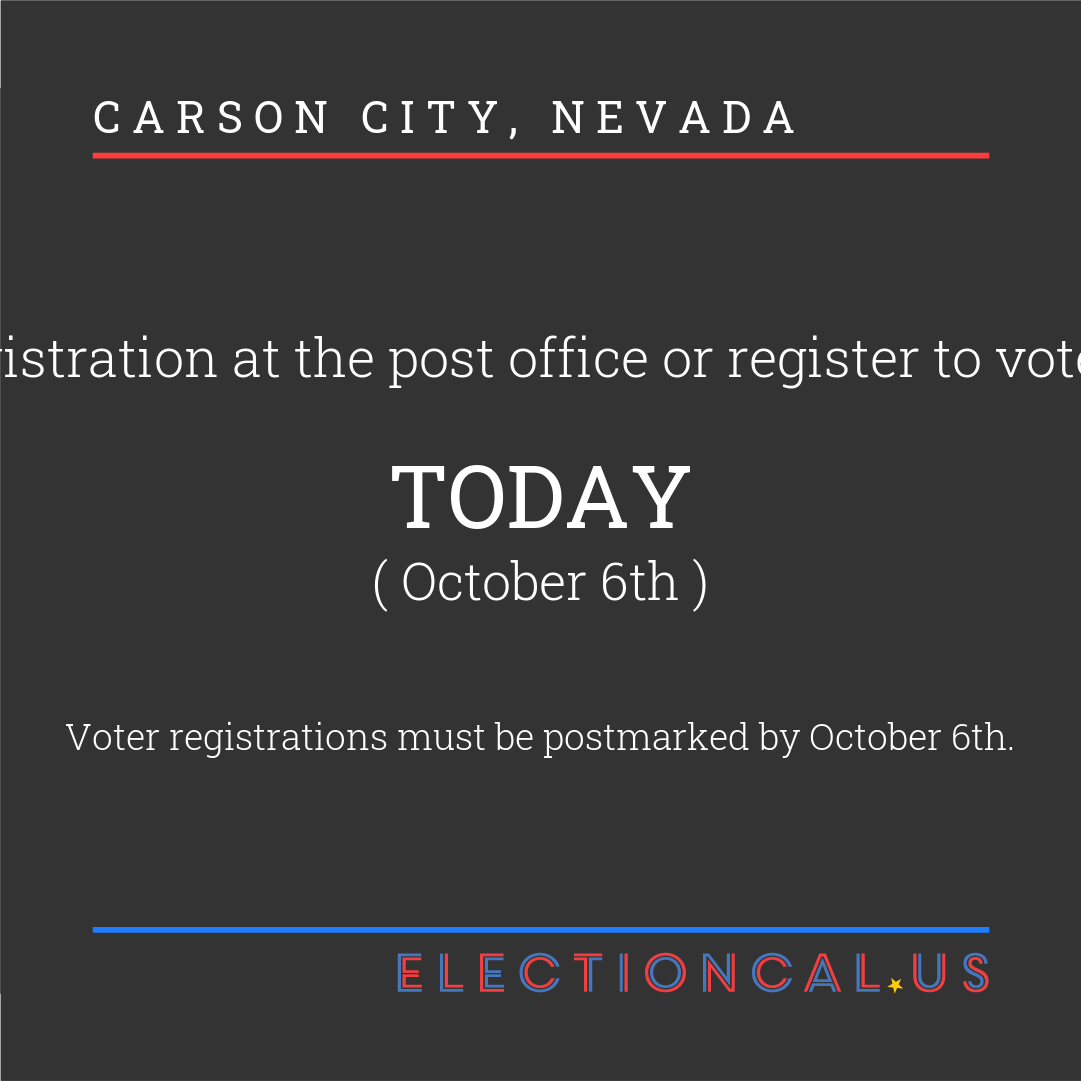 CARSON CITY, NEVADA
istration at the post office or register to vot
TODAY
( October 6th )
Voter registrations must be postmarked by October 6th.
ELECTIONCAL.US